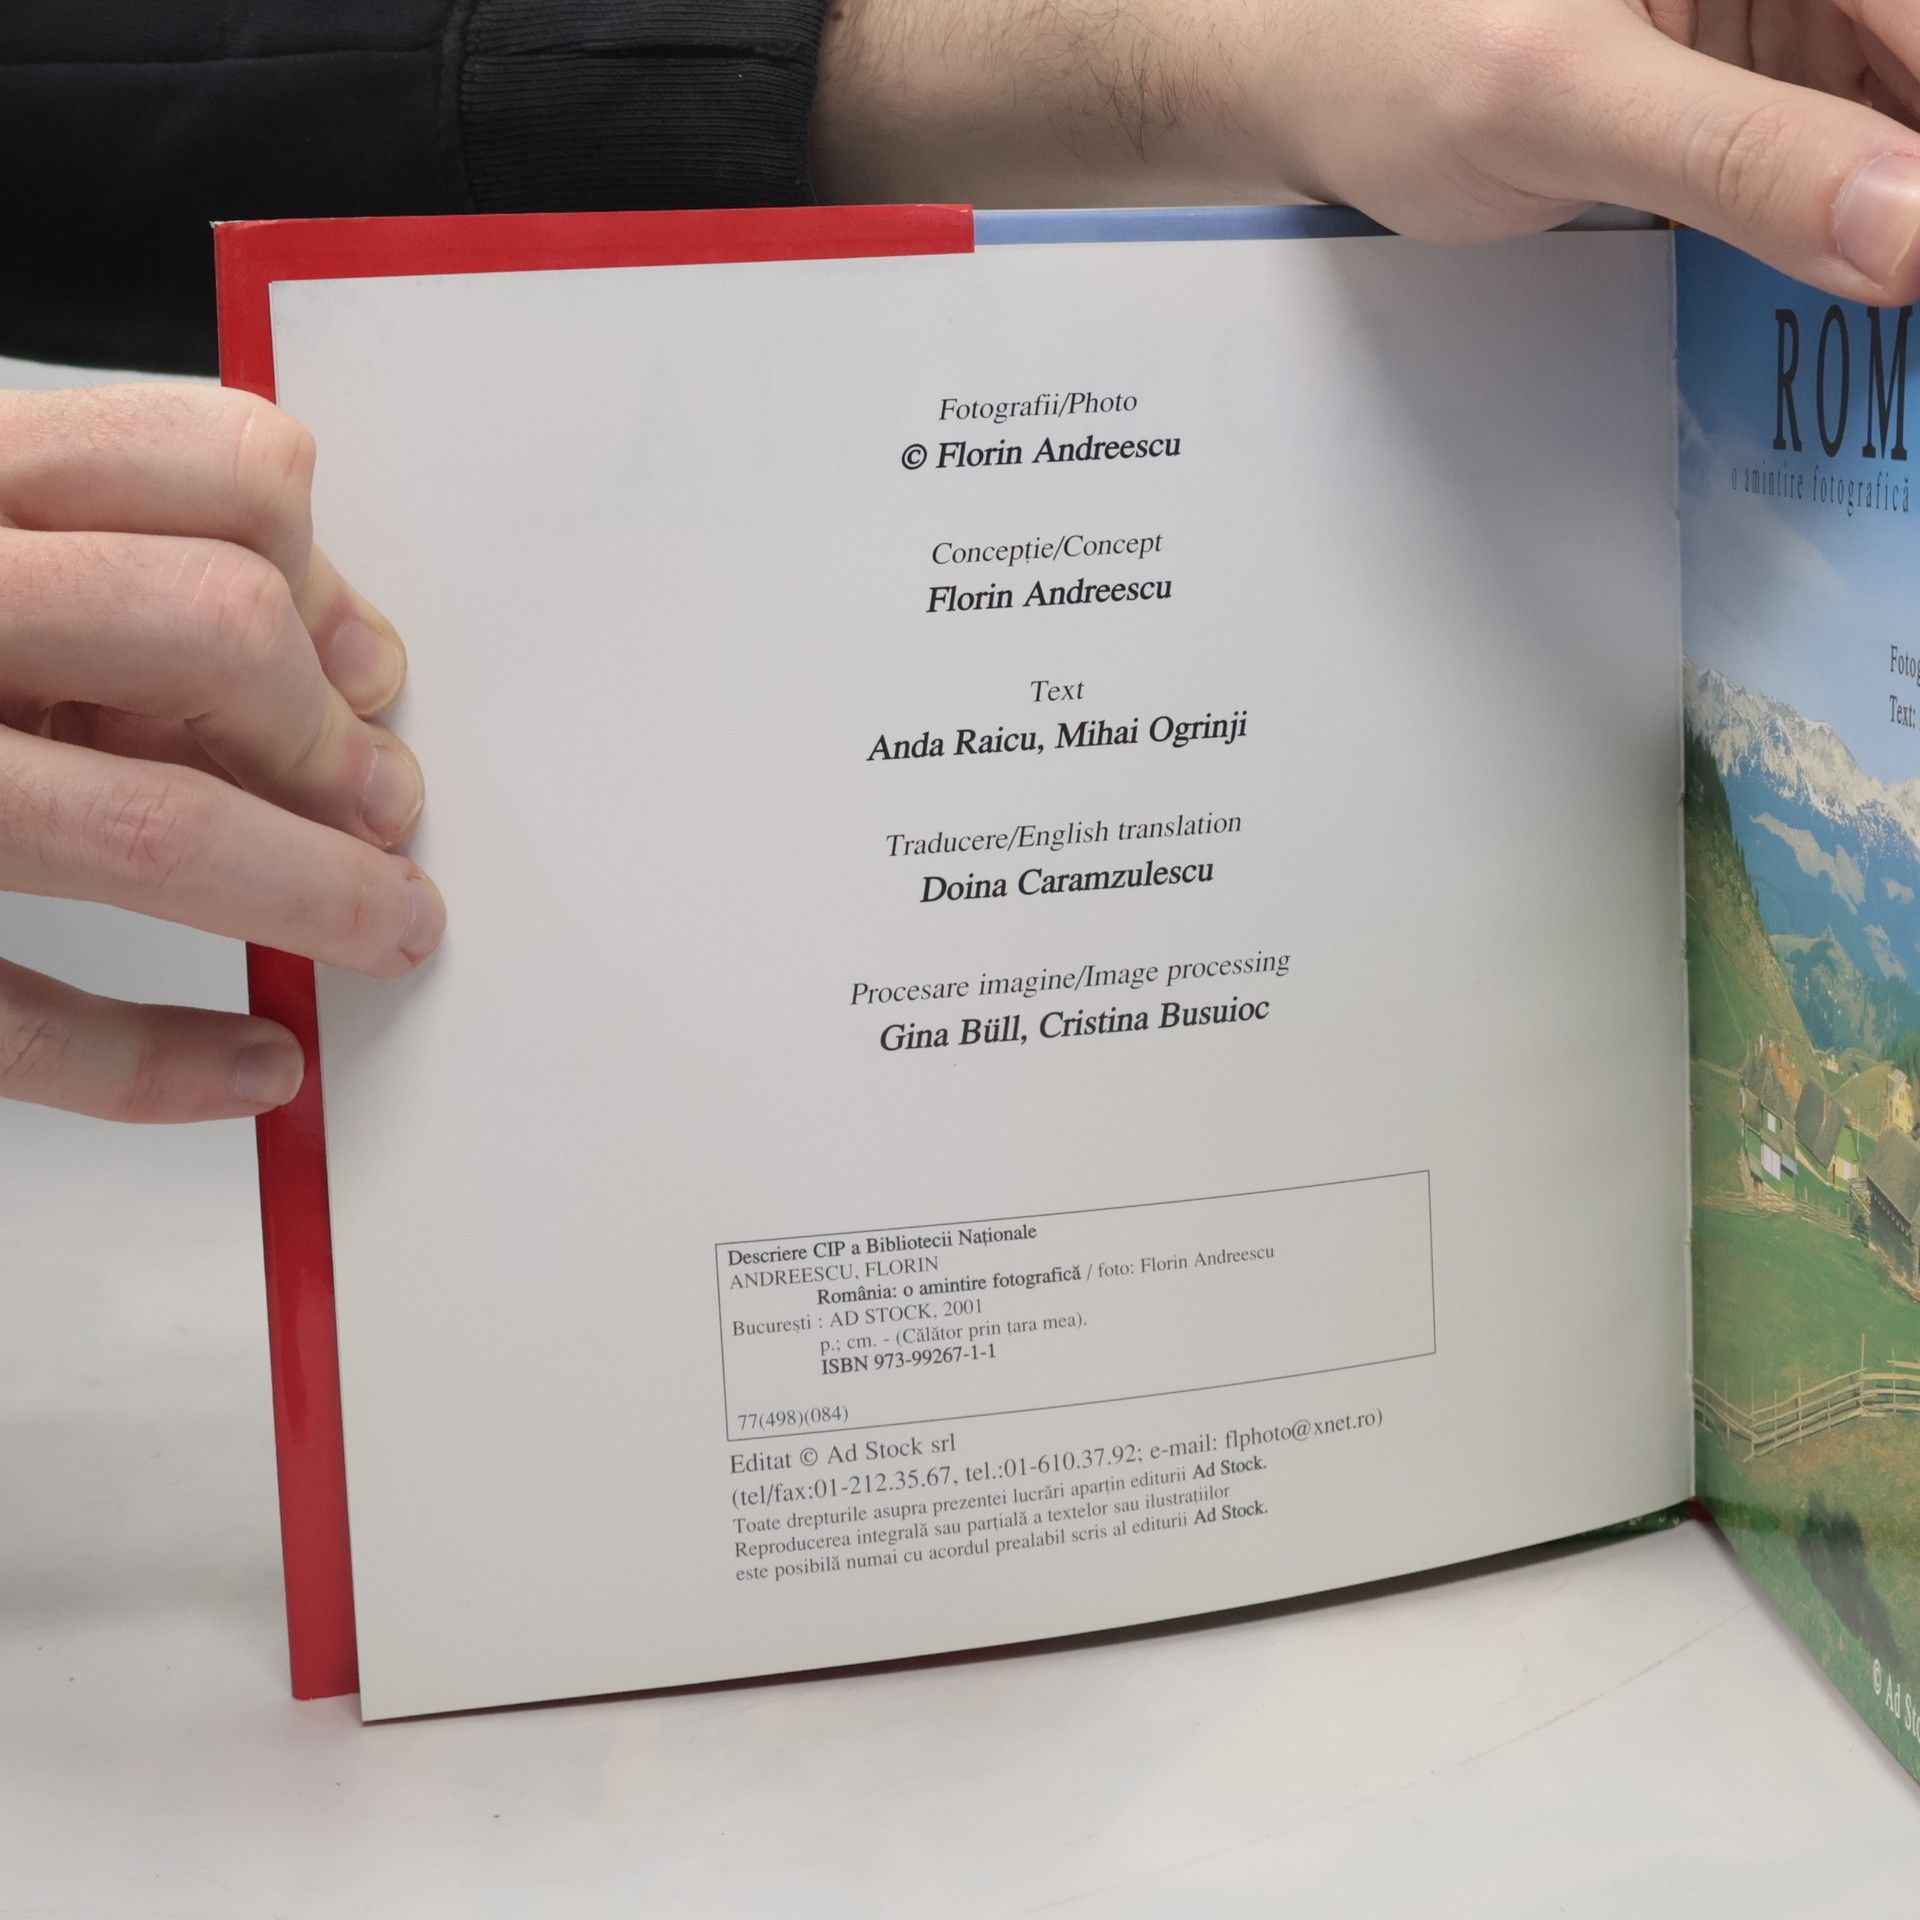 Fotografii/Photo
© Florin Andreescu
Concepție/Concept
Florin Andreescu
Text
Anda Raicu, Mihai Ogrinji
Traducere/English translation
Doina Caramzulescu
Procesare imagine/Image processing
Gina Büll, Cristina Busuioc
Descriere CIP a Bibliotecii Naționale
ANDREESCU, FLORIN
România: o amintire fotografică / foto: Florin Andreescu
București : AD STOCK, 2001
p.; cm. - (Călător prin țara mea).
ISBN 973-99267-1-1
77(498)(084)
Editat © Ad Stock srl
(tel/fax:01-212.35.67, tel.:01-610.37.92; e-mail: flphoto@xnet.ro)
Toate drepturile asupra prezentei lucrări aparțin editurii Ad Stock.
Reproducerea integrală sau parțială a textelor sau ilustrațiilor
este posibilă numai cu acordul prealabil scris al editurii Ad Stock.
ROM
o amintire fotografică
Fotog
Text:
© Ad Sto